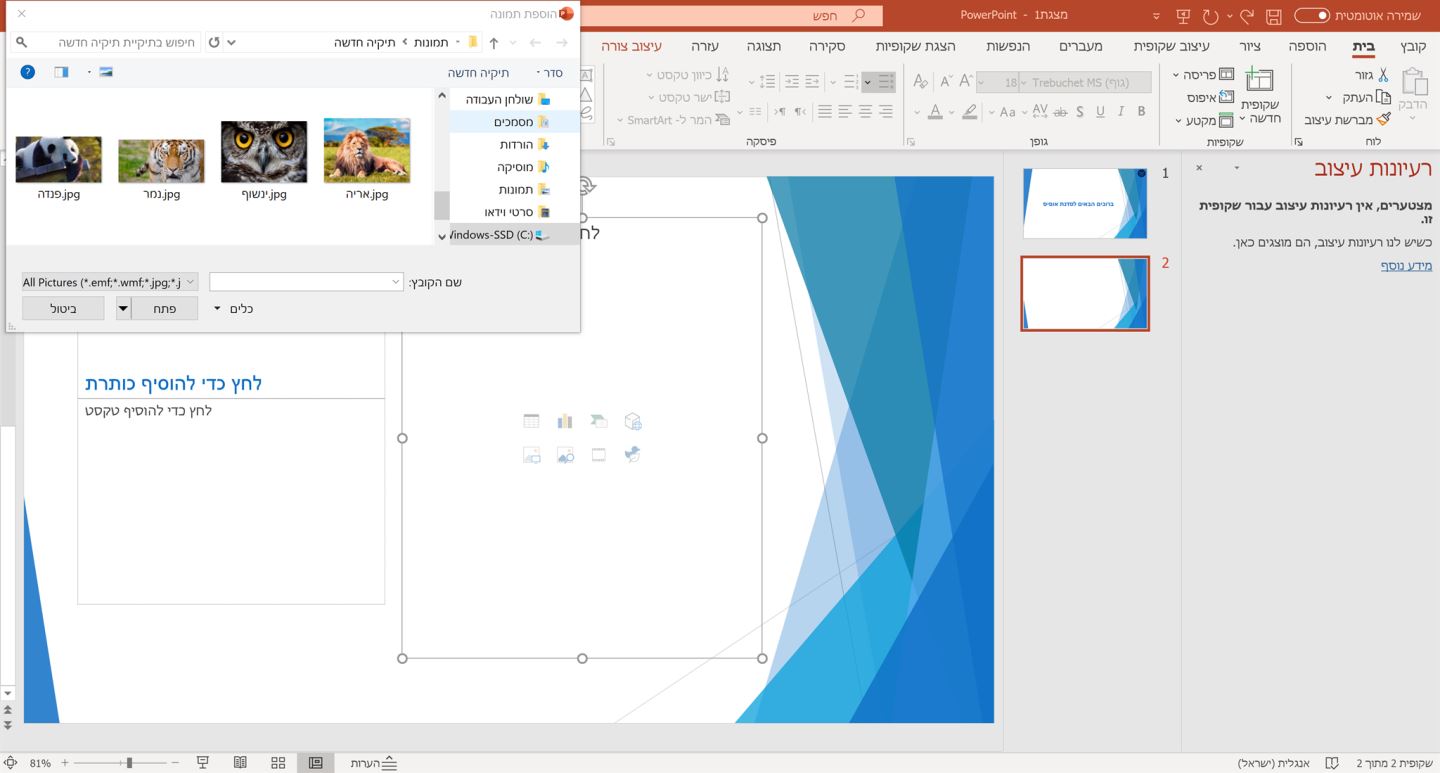 שמירה אוטומטית
מצגת1 - PowerPoint
חפש
קובץ
בית
הוספה
ציור
עיצוב שקופית
מעברים
הנפשות
הצגת שקופיות
סקירה
תצוגה
עזרה
עיצוב צורה
הדבק
גזור
העתק
מברשת עיצוב
לוח
שקופית
חדשה
פריסה
איפוס
מקטע
שקופיות
Trebuchet MS (גוף)
18
B I U S ab AV Aa A
גופן
כיוון טקסט
ישר טקסט
המר ל- SmartArt
פיסקה
הוספת תמונה
תמונות
תיקיה חדשה
חיפוש בתיקיית תיקיה חדשה
סדר
תיקיה חדשה
שולחן העבודה
מסמכים
הורדות
מוסיקה
תמונות
סרטי וידאו
Windows-SSD (C:)
אריה.jpg
ינשוף.jpg
נמר.jpg
פנדה.jpg
שם הקובץ:
All Pictures (*.emf;*.wmf;*.jpg;*.j
כלים
פתח
ביטול
רעיונות עיצוב
מצטערים, אין רעיונות עיצוב עבור שקופית
זו.
כשיש לנו רעיונות עיצוב, הם מוצגים כאן.
מידע נוסף
1
ברוכים הבאים לסדנת אופיס
2
לח
לחץ כדי להוסיף כותרת
לחץ כדי להוסיף טקסט
שקופית 2 מתוך 2
אנגלית (ישראל)
הערות
81%